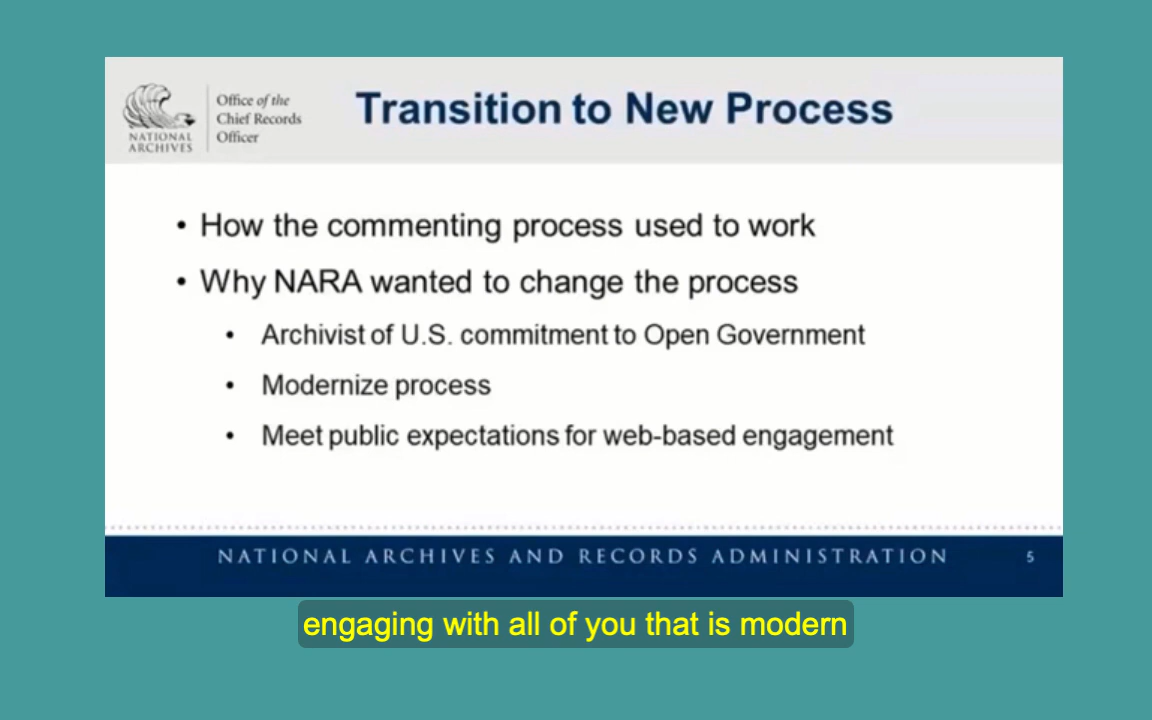 NATIONAL
ARCHIVES
Office of the
Chief Records
Officer
Transition to New Process
• How the commenting process used to work
• Why NARA wanted to change the process
• Archivist of U.S. commitment to Open Government
• Modernize process
• Meet public expectations for web-based engagement
NATIONAL ARCHIVES AND RECORDS ADMINISTRATION
5
engaging with all of you that is modern